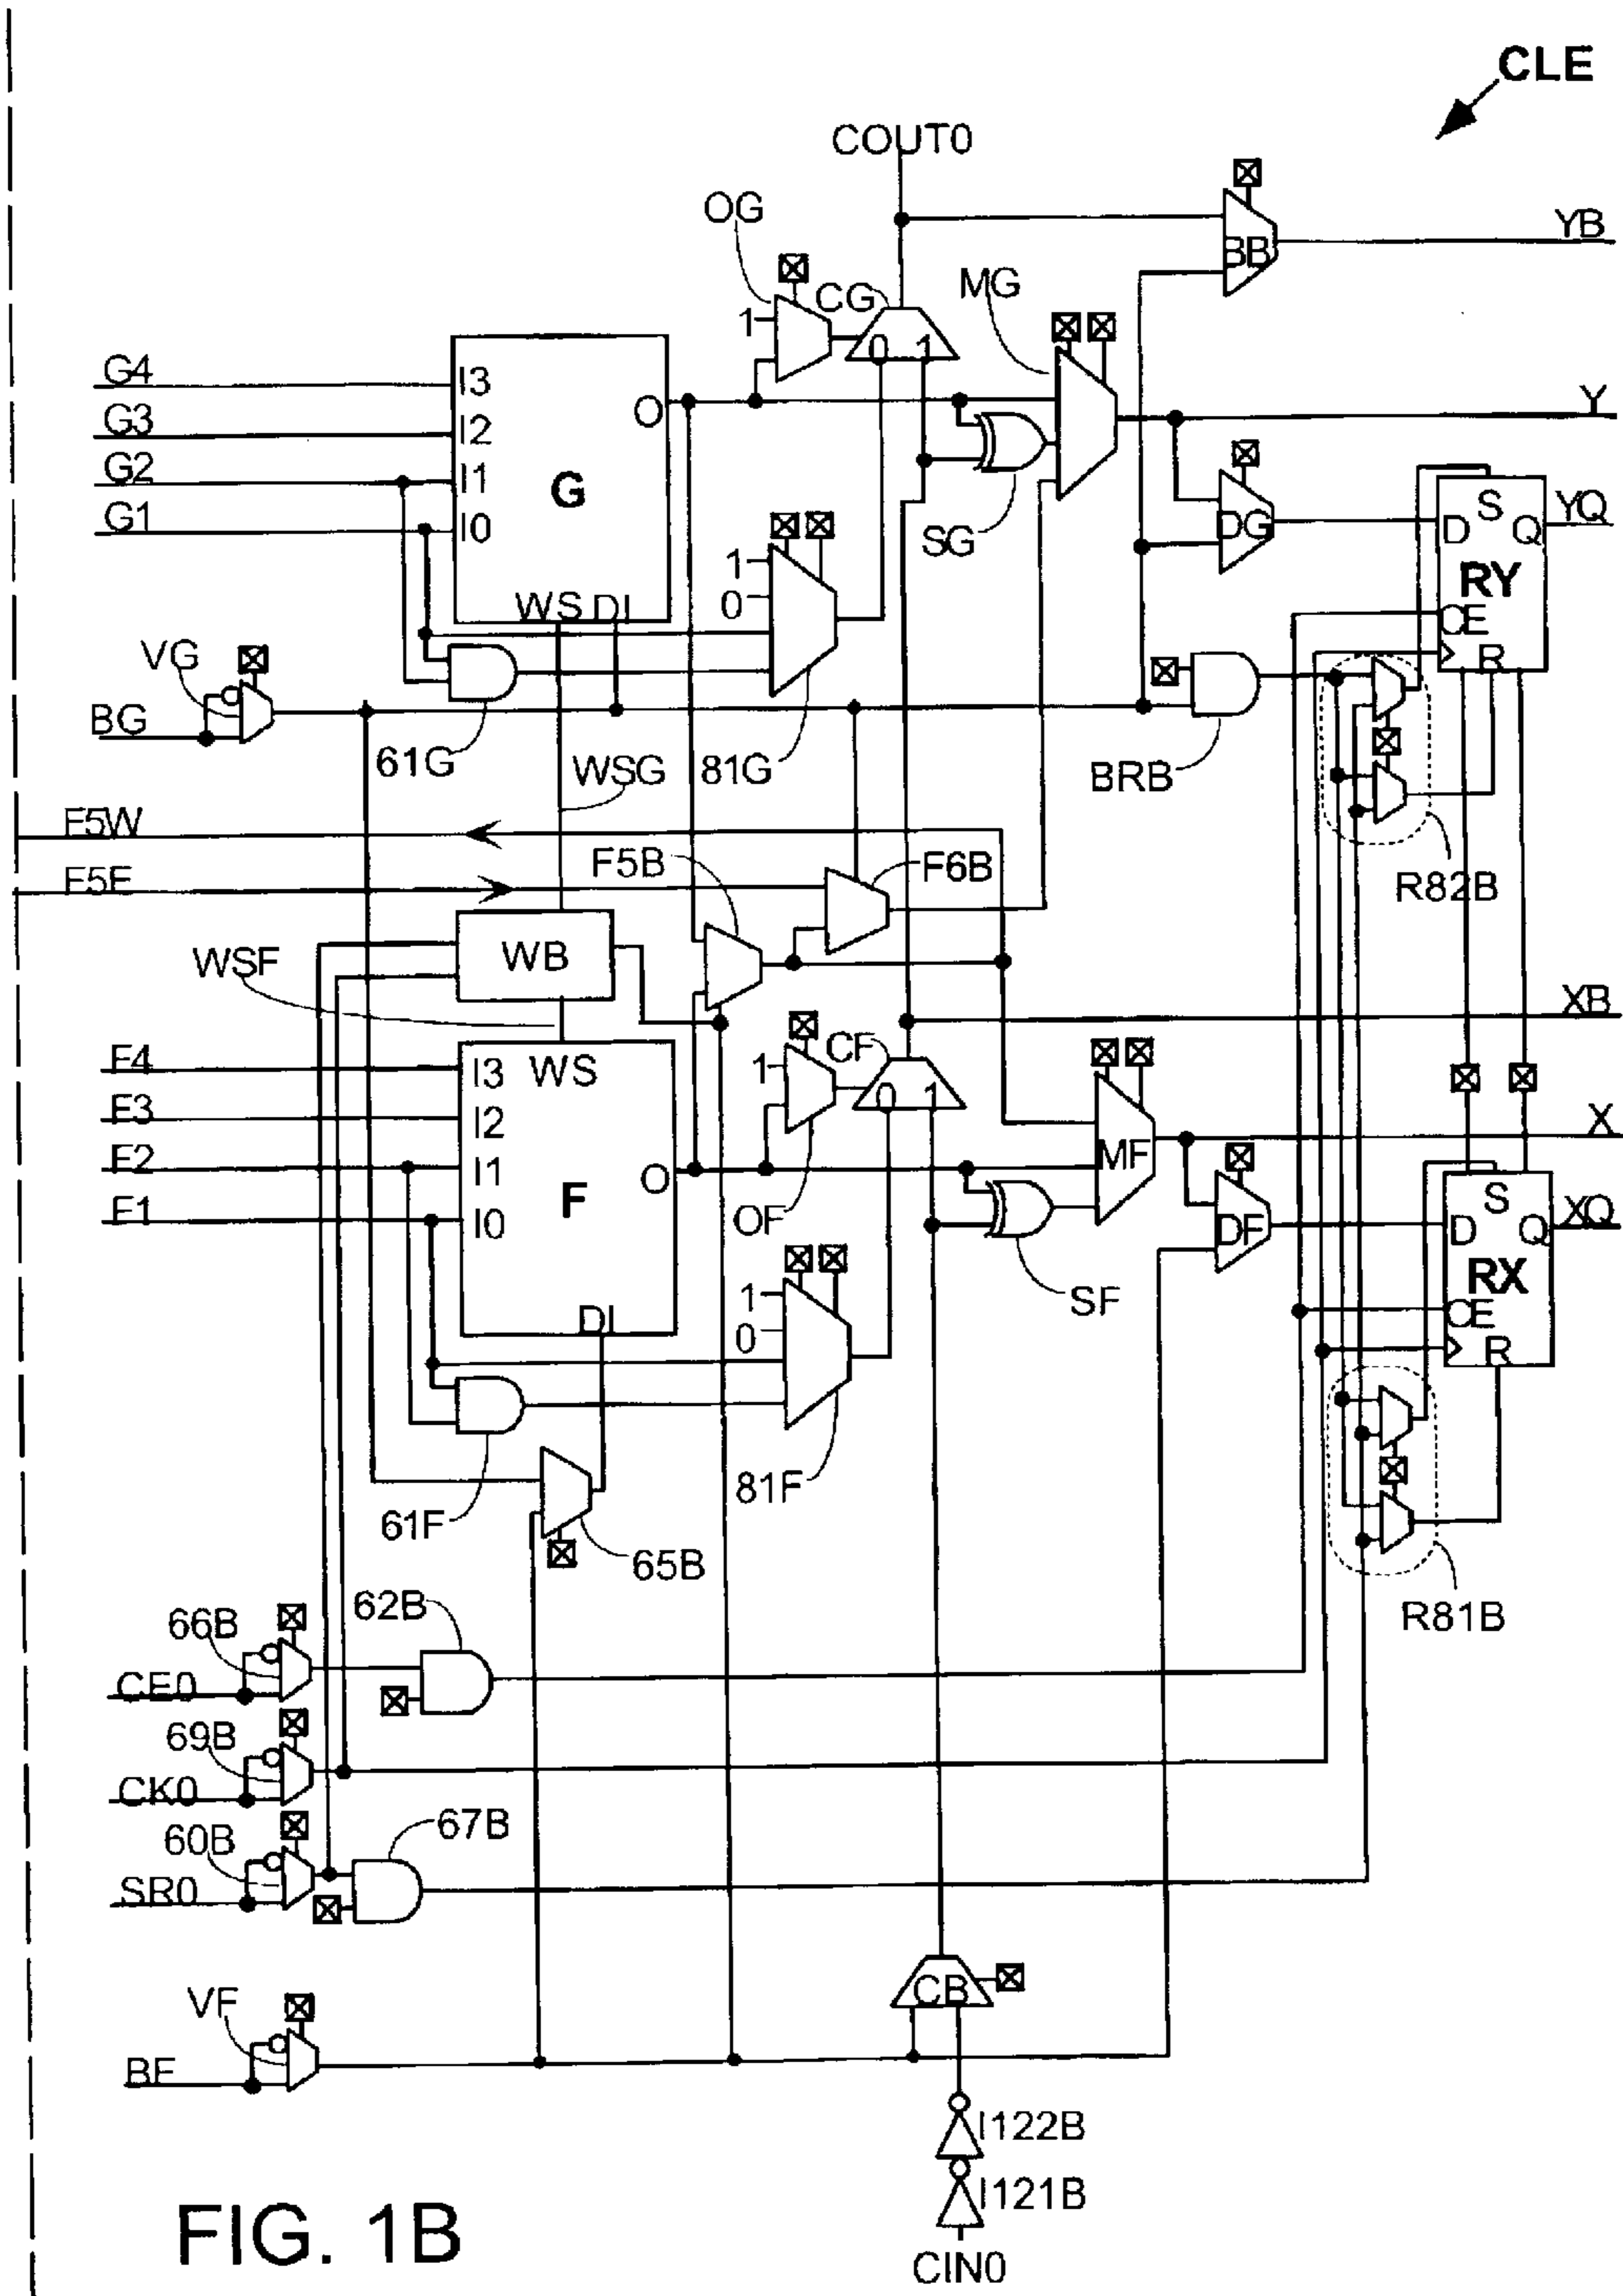 CLE
COUT0
OG
CG
MG
BB
YB
1
0 1
G4
G3
G2
G1
I3
I2
I1
I0
G
O
WS DI
Y
SG
DG
D S Q
RY
CE
R
YQ
1
0
VG
BG
61G
WSG
81G
BRB
R82B
F5W
F5E
F5B
F6B
WSF
WB
XB
F4
F3
F2
F1
I3
I2
I1
I0
WS
F
O
DI
1
CF
0 1
OF
MF
X
DF
SF
D S Q
RX
CE
R
XQ
1
0
81F
61F
65B
R81B
66B
62B
CE0
69B
CK0
60B
67B
SR0
VF
BF
CB
I122B
I121B
CIN0
FIG. 1B